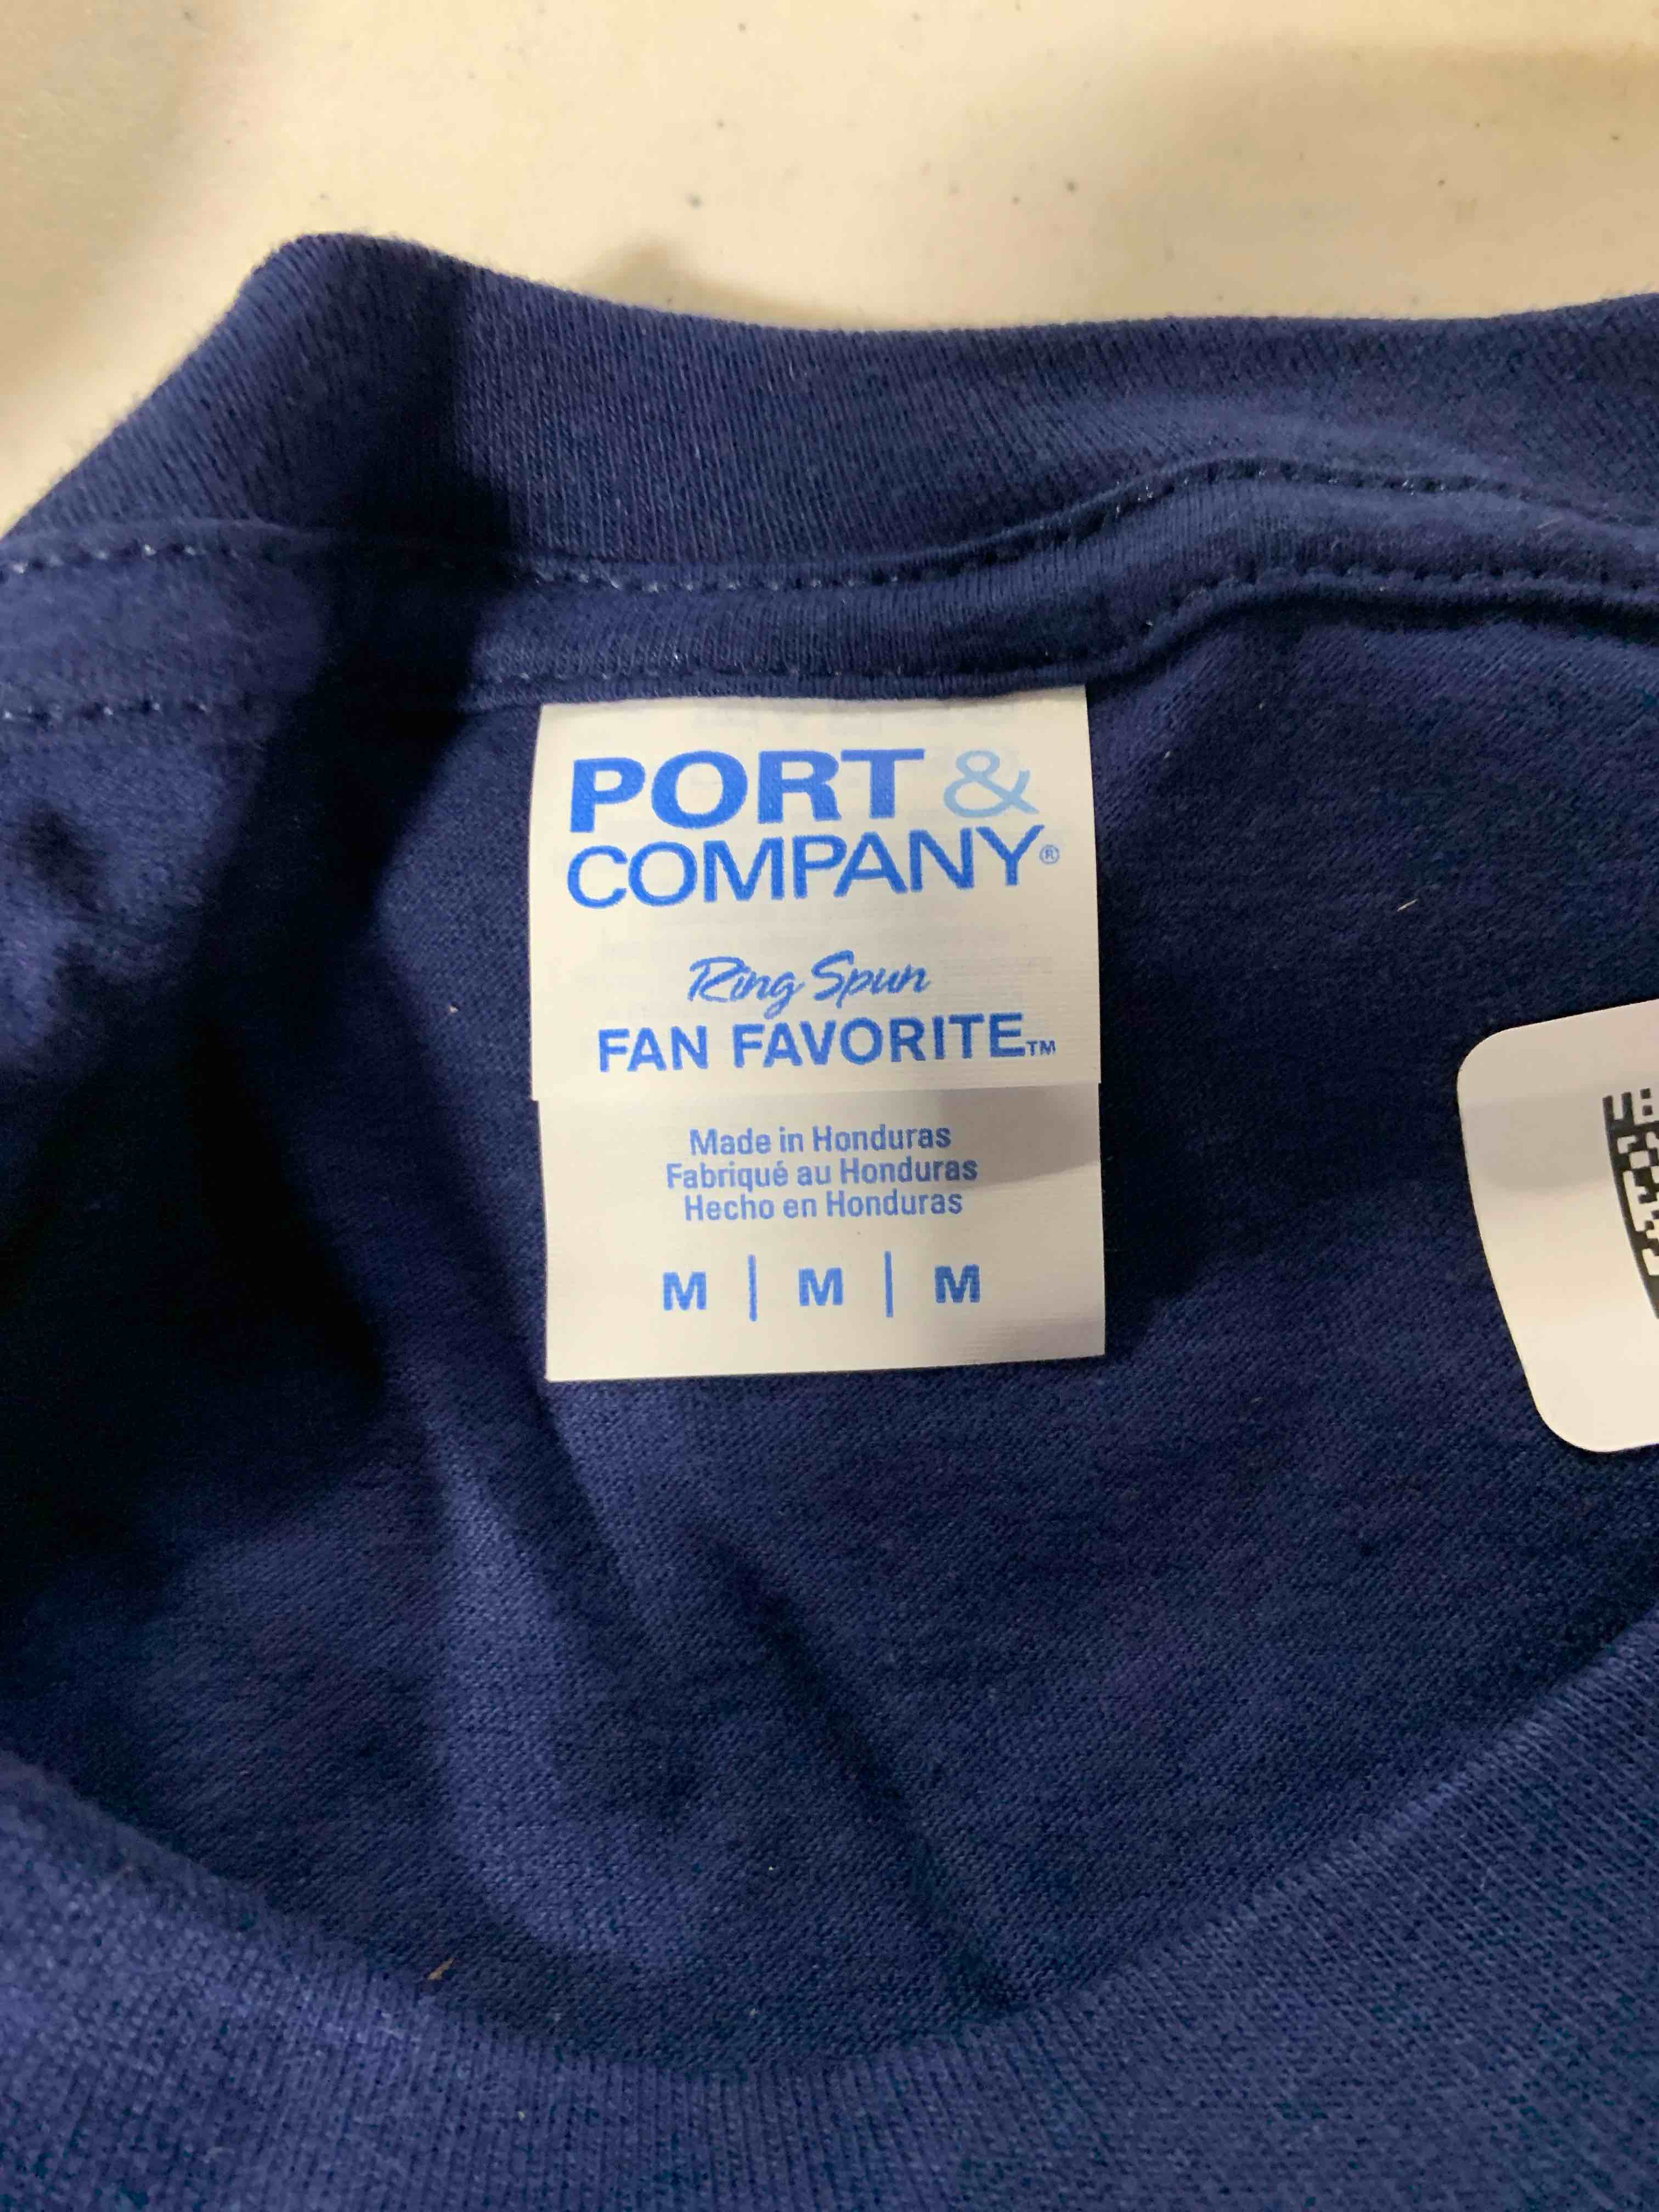 PORT &
COMPANY®
Ring Spun
FAN FAVORITE™
Made in Honduras
Fabriqué au Honduras
Hecho en Honduras
M | M | M